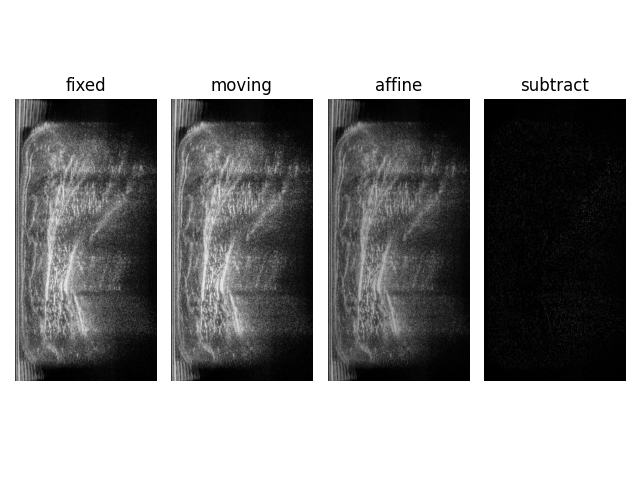 fixed
moving
affine
subtract